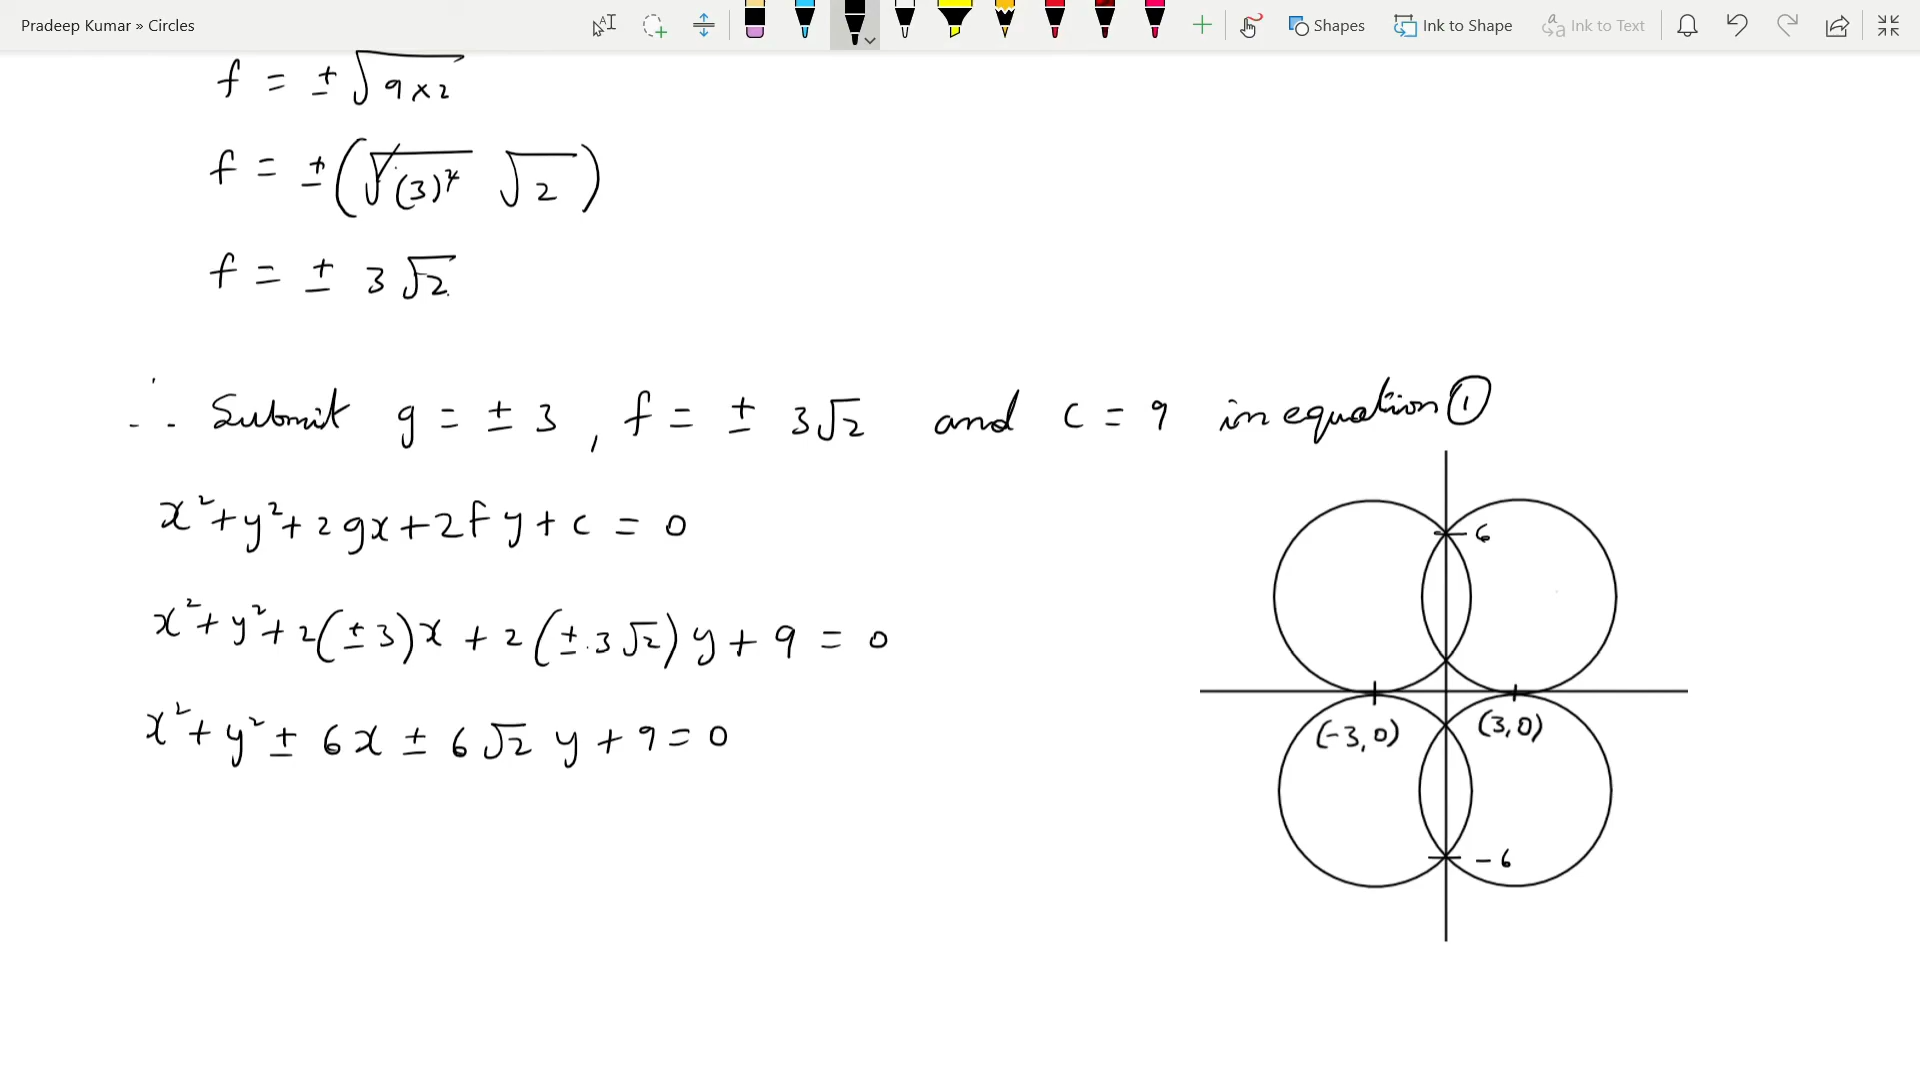 Pradeep Kumar » Circles
Shapes
Ink to Shape
Ink to Text
f = ±√(9×2)
f = ±(√(3)² √2)
f = ± 3√2
∴ Submit g = ± 3 , f = ± 3√2 and c = 9 in equation ①
x²+y²+2gx+2fy+c = 0
x²+y²+2(±3)x + 2(±3√2)y + 9 = 0
x²+y² ± 6x ± 6√2 y + 9 = 0
6
(-3,0)
(3,0)
-6